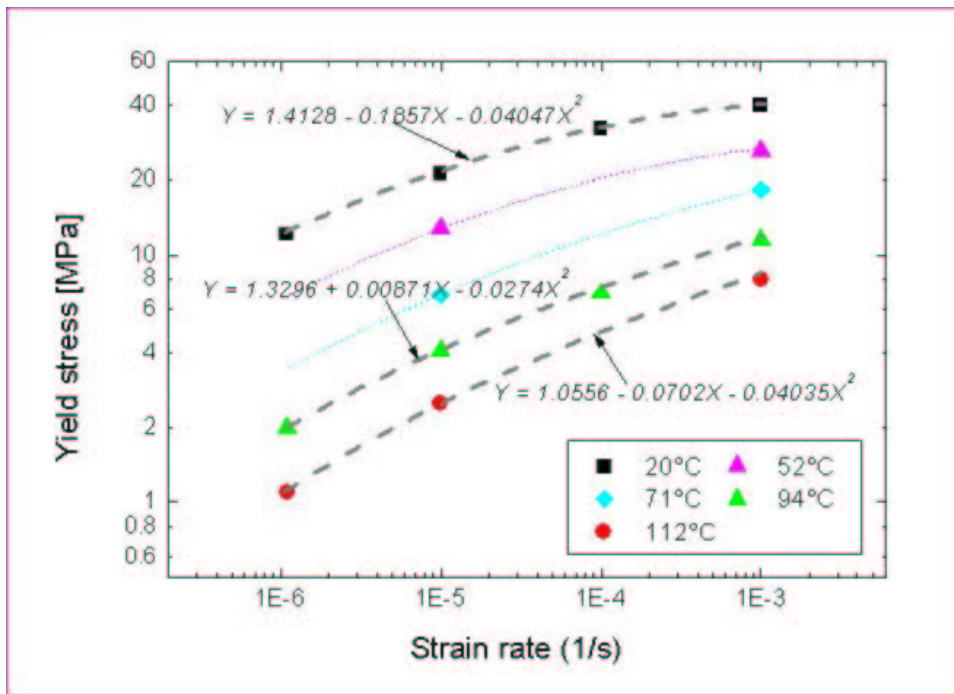 60
40
Y = 1.4128 - 0.1857X - 0.04047X²
20
10
8
Y = 1.3296 + 0.00871X - 0.0274X²
6
4
Y = 1.0556 - 0.0702X - 0.04035X²
2
1
0.8
0.6
Yield stress [MPa]
20°C 52°C
71°C 94°C
112°C
1E-6 1E-5 1E-4 1E-3
Strain rate (1/s)